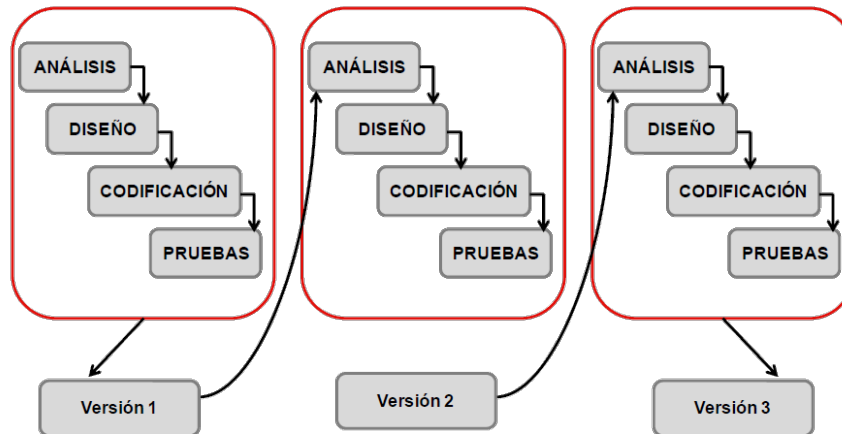 ANÁLISIS
DISEÑO
CODIFICACIÓN
PRUEBAS
Versión 1
ANÁLISIS
DISEÑO
CODIFICACIÓN
PRUEBAS
Versión 2
ANÁLISIS
DISEÑO
CODIFICACIÓN
PRUEBAS
Versión 3